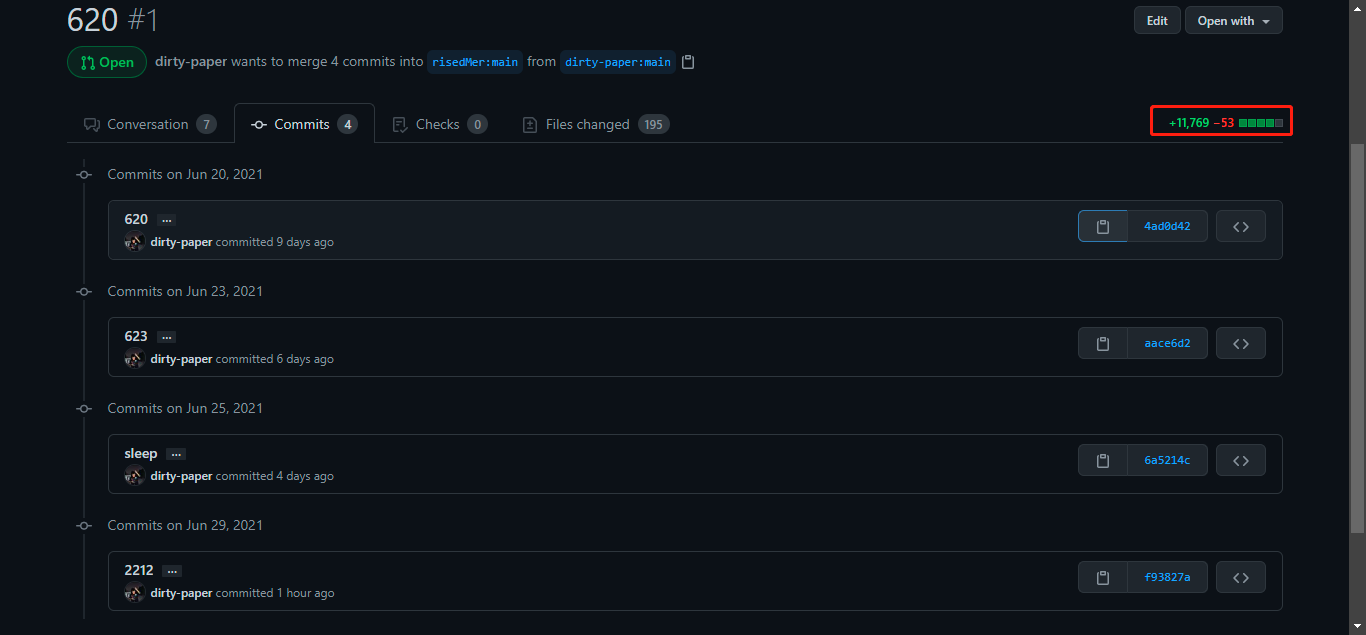 620 #1
Edit
Open with
Open dirty-paper wants to merge 4 commits into risedMer:main from dirty-paper:main
Conversation 7
Commits 4
Checks 0
Files changed 195
+11,769 −53
Commits on Jun 20, 2021
620 …
4ad0d42
dirty-paper committed 9 days ago
Commits on Jun 23, 2021
623 …
aace6d2
dirty-paper committed 6 days ago
Commits on Jun 25, 2021
sleep …
6a5214c
dirty-paper committed 4 days ago
Commits on Jun 29, 2021
2212 …
f93827a
dirty-paper committed 1 hour ago